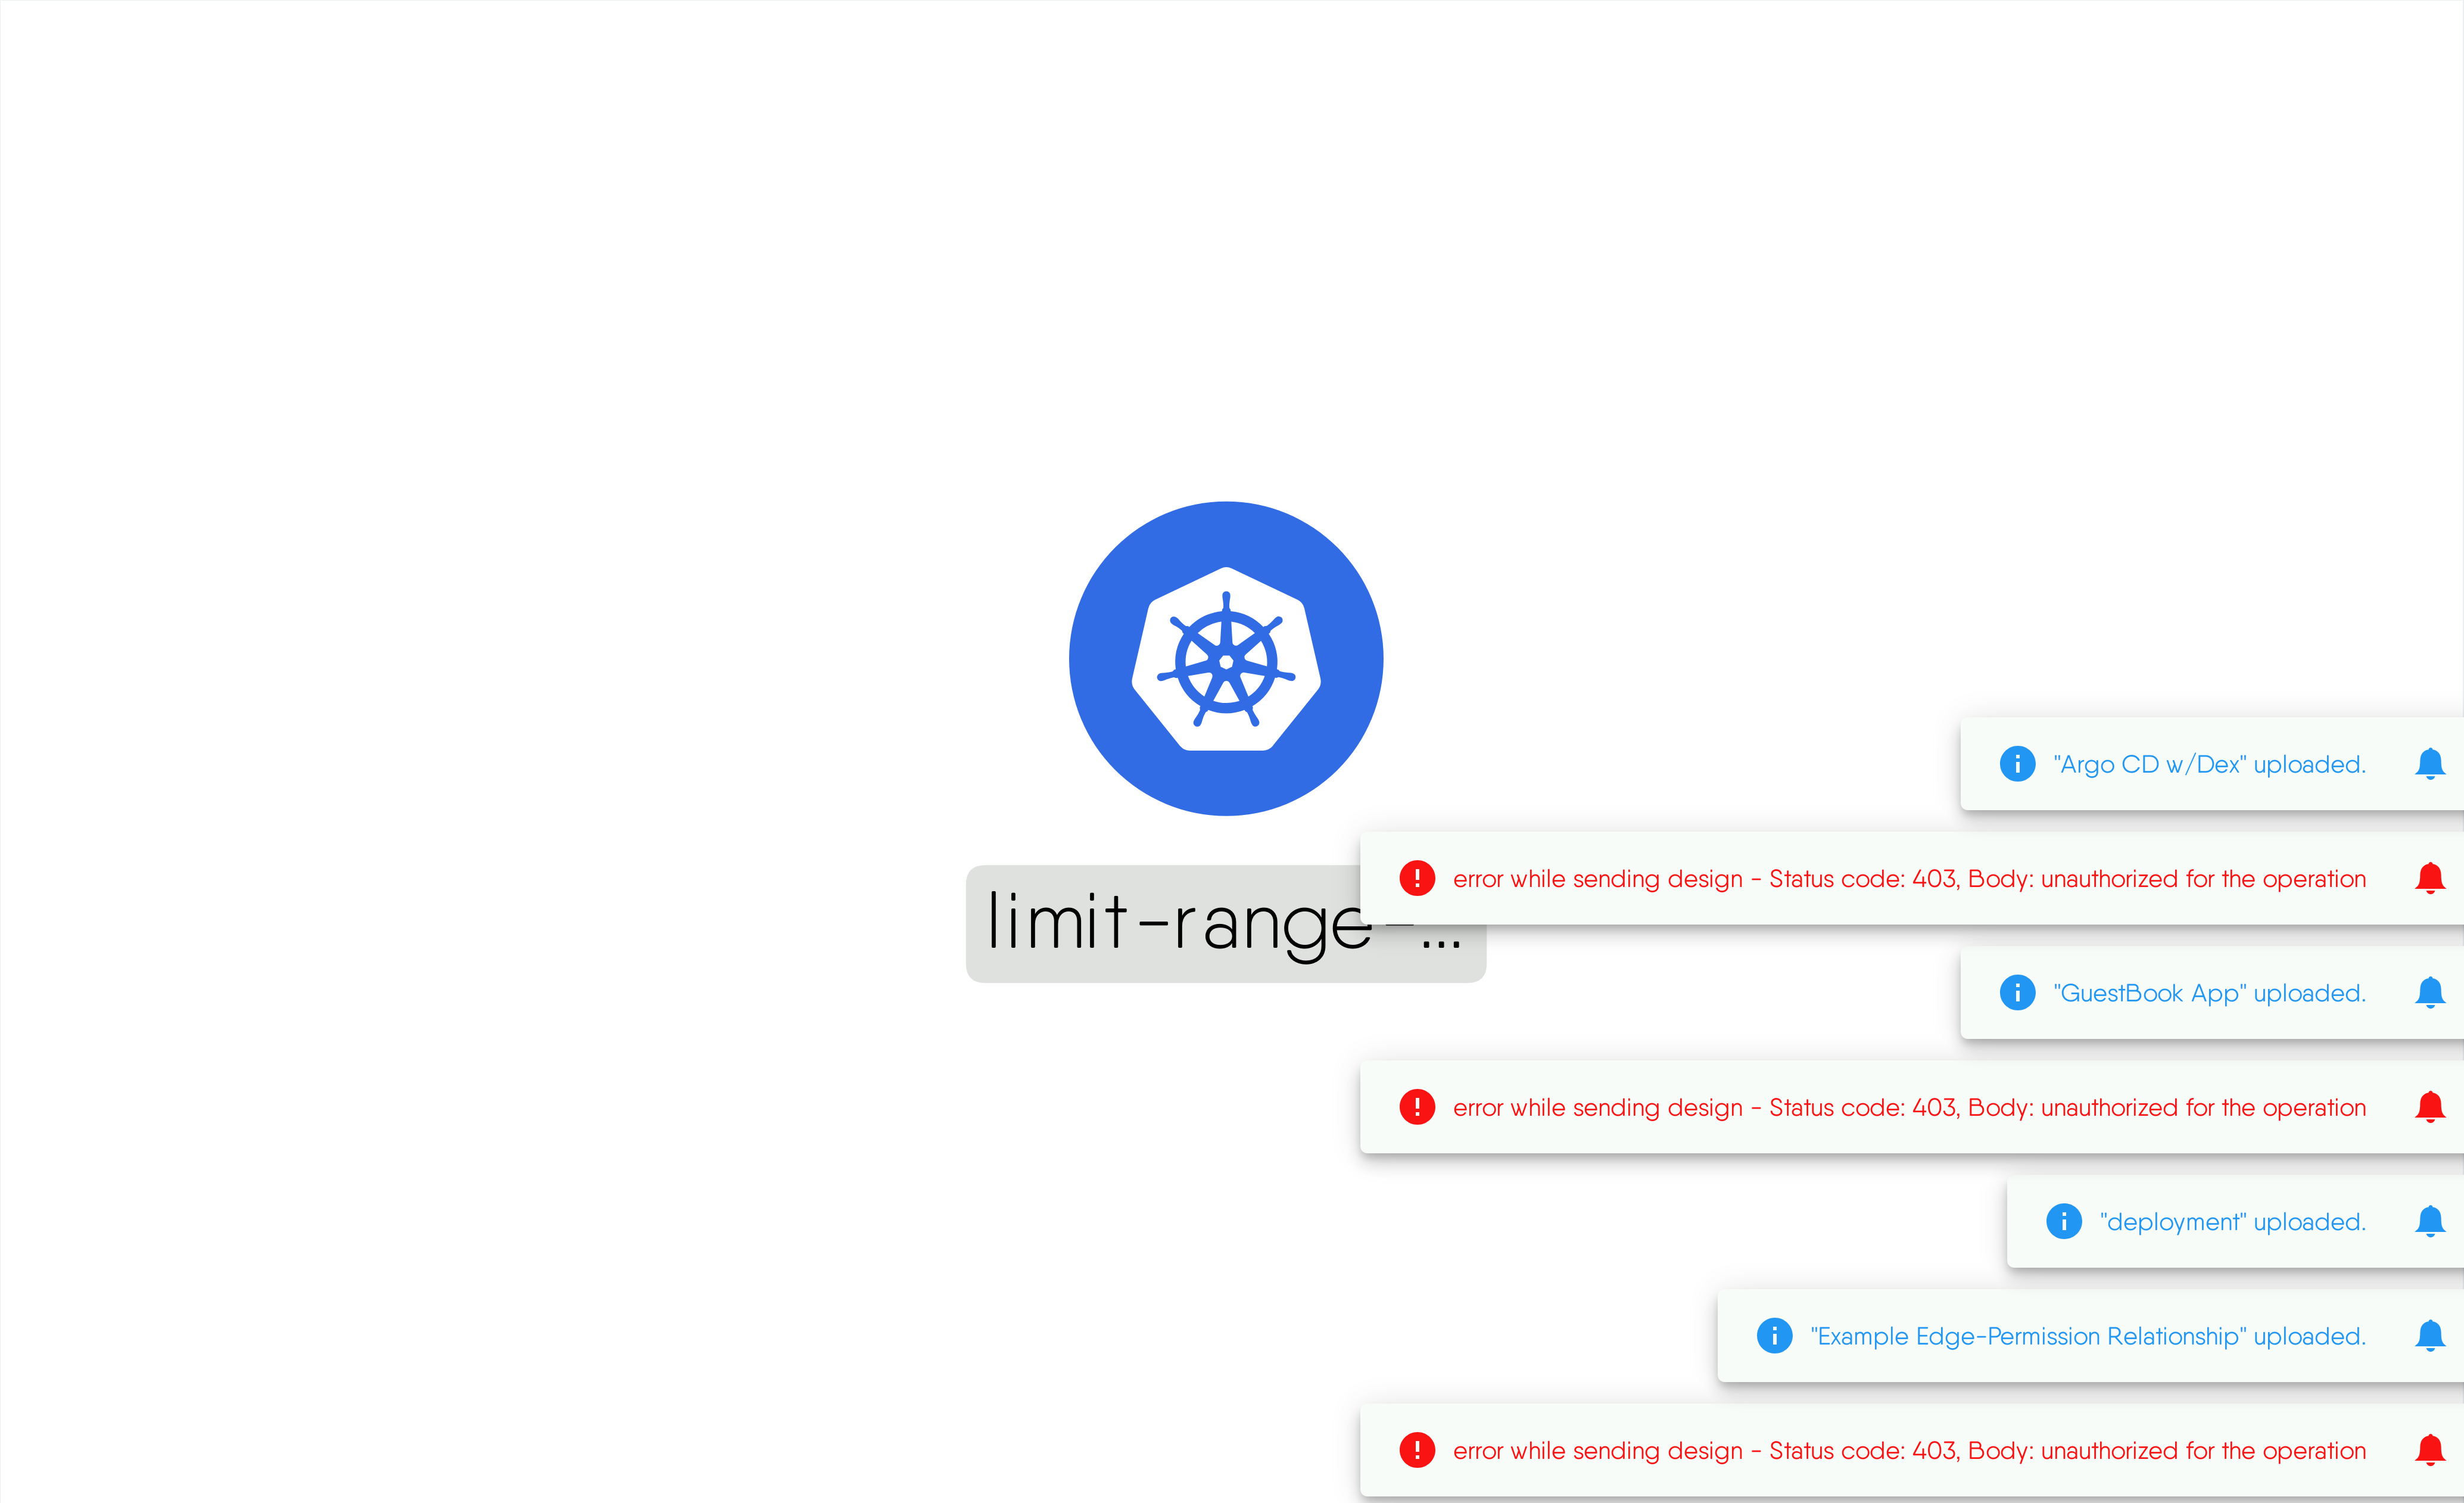 limit-range-...
"Argo CD w/Dex" uploaded.
error while sending design - Status code: 403, Body: unauthorized for the operation
"GuestBook App" uploaded.
error while sending design - Status code: 403, Body: unauthorized for the operation
"deployment" uploaded.
"Example Edge-Permission Relationship" uploaded.
error while sending design - Status code: 403, Body: unauthorized for the operation